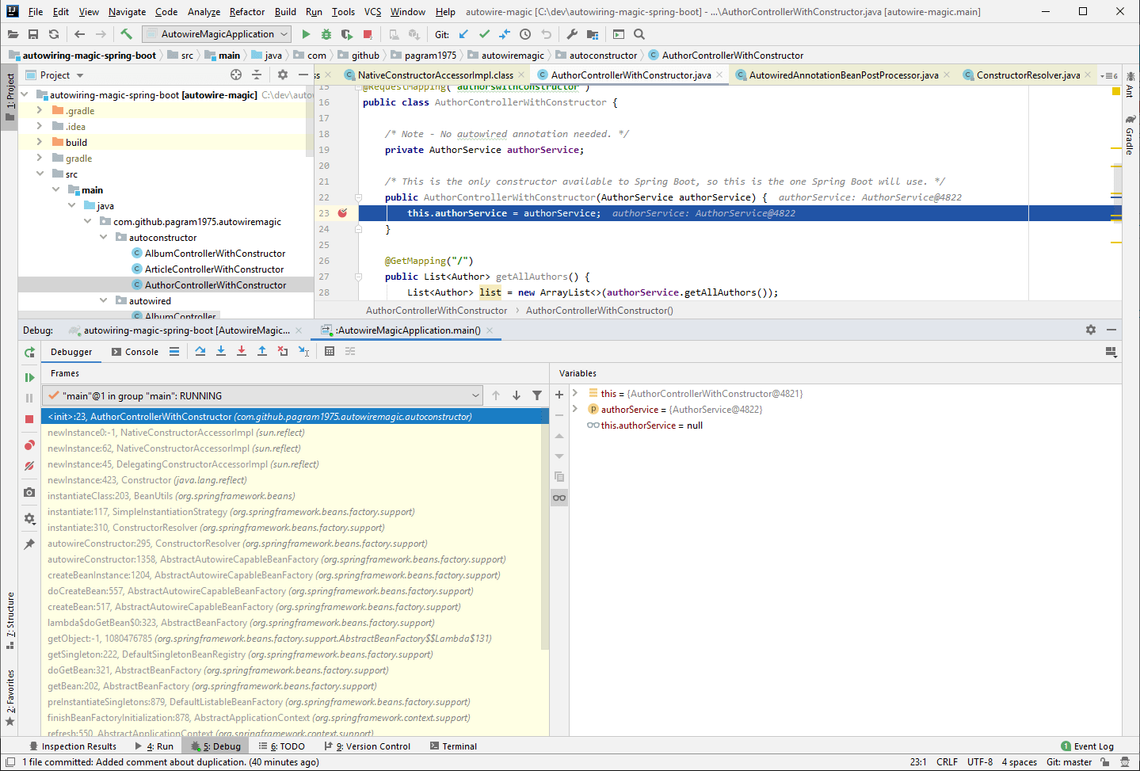 File Edit View Navigate Code Analyze Refactor Build Run Tools VCS Window Help autowire-magic [C:\dev\autowiring-magic-spring-boot] - ...\AuthorControllerWithConstructor.java [autowire-magic.main]
AutowireMagicApplication Git:
autowiring-magic-spring-boot src main java com github pagram1975 autowiremagic autoconstructor AuthorControllerWithConstructor
1: Project
Project
ss NativeConstructorAccessorImpl.class AuthorControllerWithConstructor.java AutowiredAnnotationBeanPostProcessor.java ConstructorResolver.java 6
Ant
Gradle
autowiring-magic-spring-boot [autowire-magic] C:\dev\auto
.gradle
.idea
build
gradle
src
main
java
com.github.pagram1975.autowiremagic
autoconstructor
AlbumControllerWithConstructor
ArticleControllerWithConstructor
AuthorControllerWithConstructor
autowired
AlbumController
15 @RequestMapping("authorswithconstructor")
16 public class AuthorControllerWithConstructor {
17
18 /* Note - No autowired annotation needed. */
19 private AuthorService authorService;
20
21 /* This is the only constructor available to Spring Boot, so this is the one Spring Boot will use. */
22 public AuthorControllerWithConstructor(AuthorService authorService) { authorService: AuthorService@4822
23 this.authorService = authorService; authorService: AuthorService@4822
24 }
25
26 @GetMapping("/")
27 public List<Author> getAllAuthors() {
28 List<Author> list = new ArrayList<>(authorService.getAllAuthors());
AuthorControllerWithConstructor AuthorControllerWithConstructor()
Debug: autowiring-magic-spring-boot [AutowireMagic... :AutowireMagicApplication.main()
Debugger Console
Frames
"main"@1 in group "main": RUNNING
<init>:23, AuthorControllerWithConstructor (com.github.pagram1975.autowiremagic.autoconstructor)
newInstance0:-1, NativeConstructorAccessorImpl (sun.reflect)
newInstance:62, NativeConstructorAccessorImpl (sun.reflect)
newInstance:45, DelegatingConstructorAccessorImpl (sun.reflect)
newInstance:423, Constructor (java.lang.reflect)
instantiateClass:203, BeanUtils (org.springframework.beans)
instantiate:117, SimpleInstantiationStrategy (org.springframework.beans.factory.support)
instantiate:310, ConstructorResolver (org.springframework.beans.factory.support)
autowireConstructor:295, ConstructorResolver (org.springframework.beans.factory.support)
autowireConstructor:1358, AbstractAutowireCapableBeanFactory (org.springframework.beans.factory.support)
createBeanInstance:1204, AbstractAutowireCapableBeanFactory (org.springframework.beans.factory.support)
doCreateBean:557, AbstractAutowireCapableBeanFactory (org.springframework.beans.factory.support)
createBean:517, AbstractAutowireCapableBeanFactory (org.springframework.beans.factory.support)
lambda$doGetBean$0:323, AbstractBeanFactory (org.springframework.beans.factory.support)
getObject:-1, 1080476785 (org.springframework.beans.factory.support.AbstractBeanFactory$$Lambda$131)
getSingleton:222, DefaultSingletonBeanRegistry (org.springframework.beans.factory.support)
doGetBean:321, AbstractBeanFactory (org.springframework.beans.factory.support)
getBean:202, AbstractBeanFactory (org.springframework.beans.factory.support)
preInstantiateSingletons:879, DefaultListableBeanFactory (org.springframework.beans.factory.support)
finishBeanFactoryInitialization:878, AbstractApplicationContext (org.springframework.context.support)
refresh:550, AbstractApplicationContext (org.springframework.context.support)
Variables
this = {AuthorControllerWithConstructor@4821}
authorService = {AuthorService@4822}
this.authorService = null
7: Structure
2: Favorites
Inspection Results 4: Run 5: Debug 6: TODO 9: Version Control Terminal Event Log
1 file committed: Added comment about duplication. (40 minutes ago) 23:1 CRLF UTF-8 4 spaces Git: master